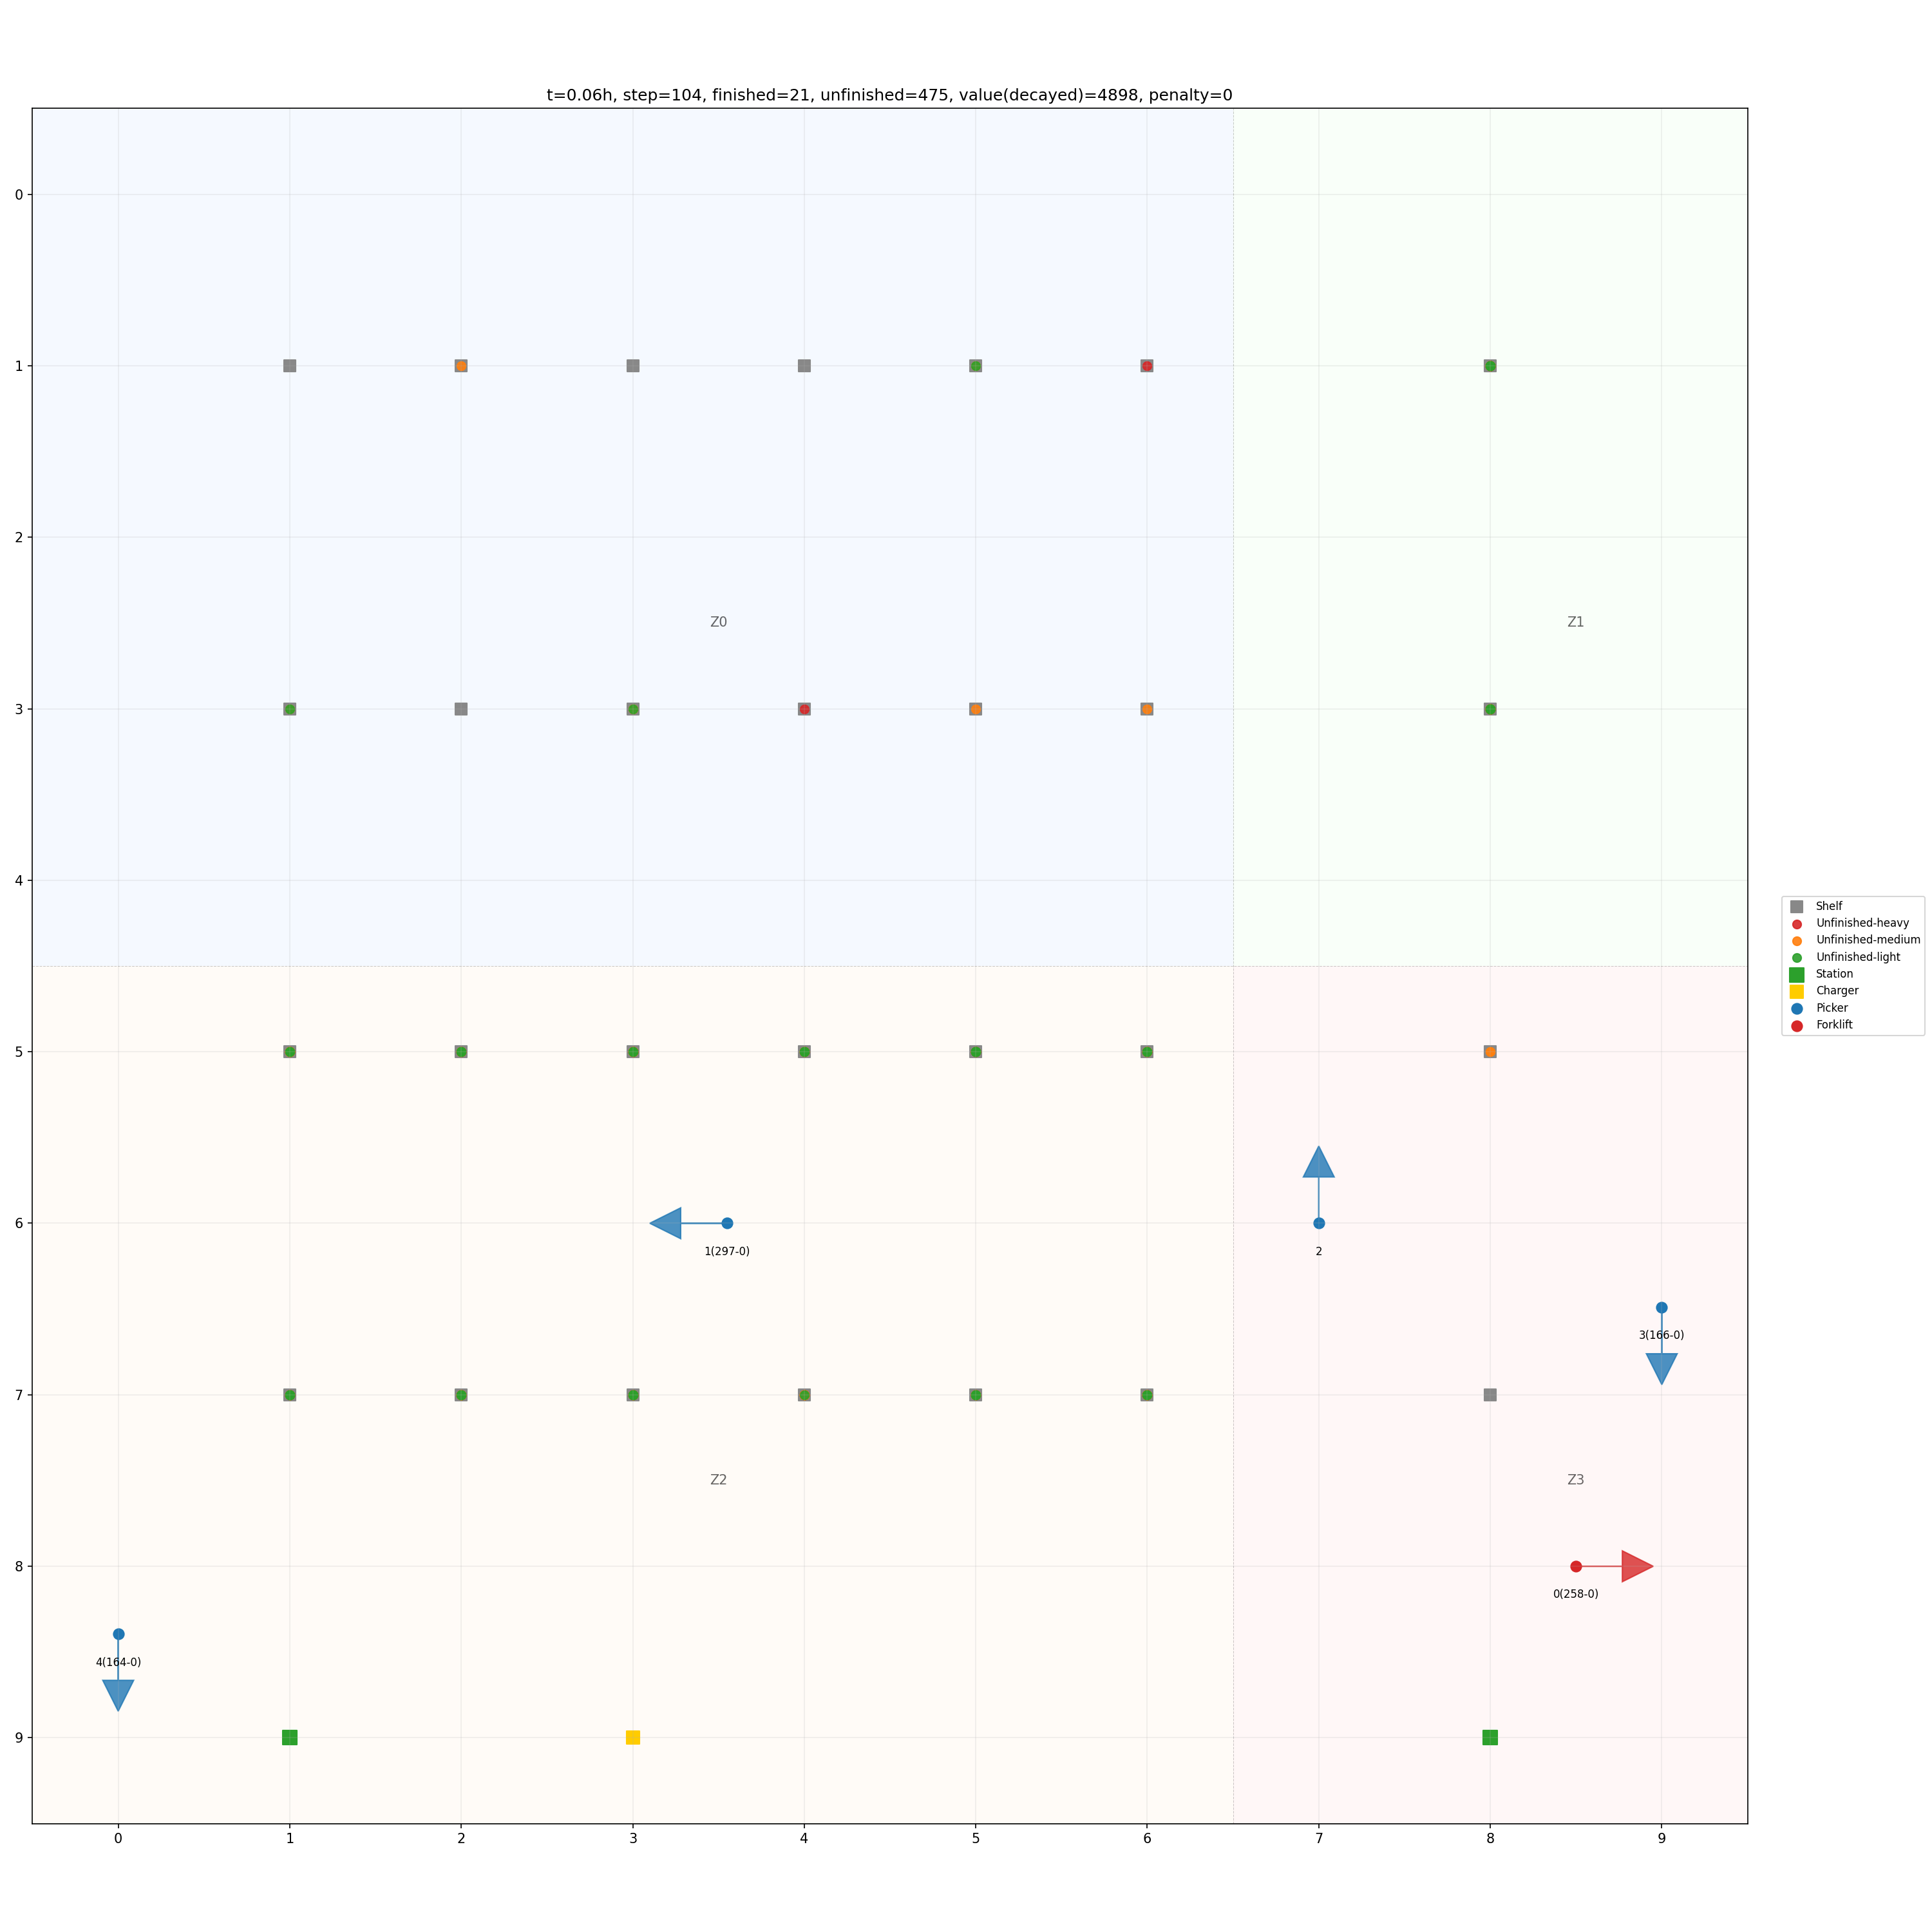 t=0.06h, step=104, finished=21, unfinished=475, value(decayed)=4898, penalty=0
0
1
2
Z0
Z1
3
4
Shelf
Unfinished-heavy
Unfinished-medium
Unfinished-light
Station
Charger
Picker
Forklift
5
6
1(297-0)
2
3(166-0)
7
Z2
Z3
8
0(258-0)
4(164-0)
9
0 1 2 3 4 5 6 7 8 9